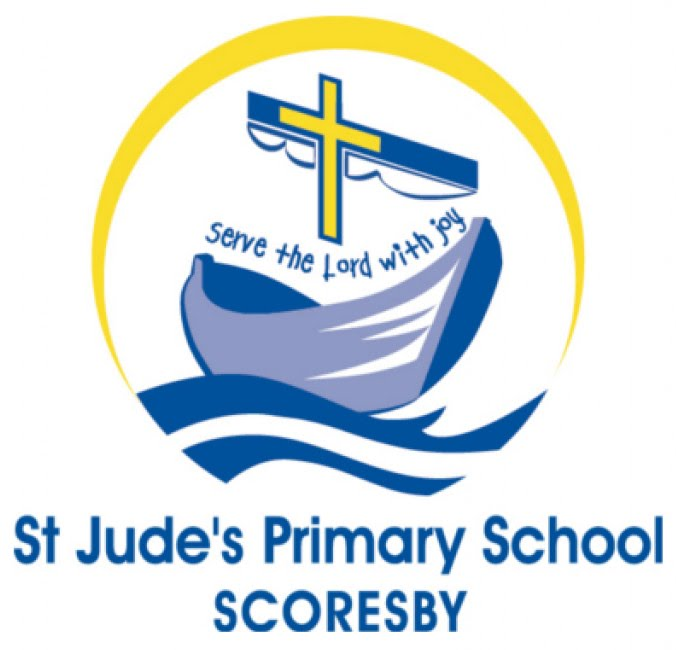 Serve the Lord with joy
St Jude's Primary School
SCORESBY